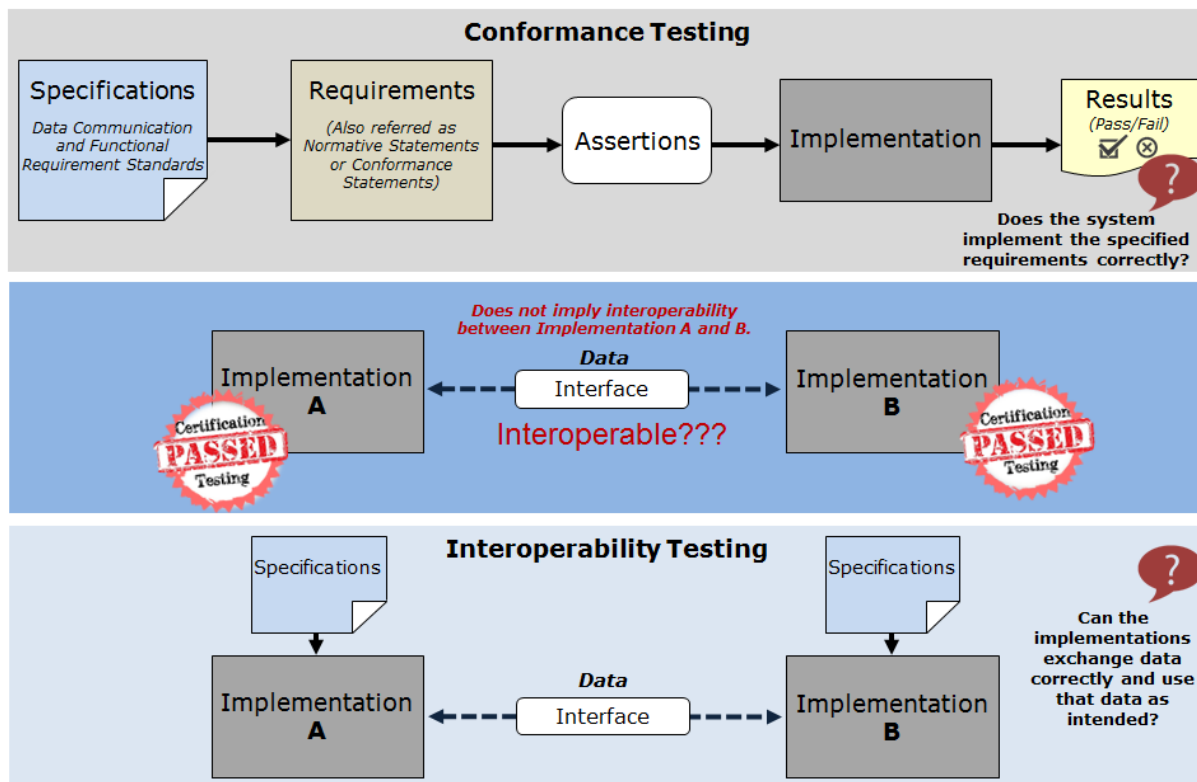 Conformance Testing
Specifications
Data Communication
and Functional
Requirement Standards
Requirements
(Also referred as
Normative Statements
or Conformance
Statements)
Assertions
Implementation
Results
(Pass/Fail)
?
Does the system
implement the specified
requirements correctly?
Does not imply interoperability
between Implementation A and B.
Implementation
A
Certification
PASSED
Testing
Data
Interface
Interoperable???
Implementation
B
Certification
PASSED
Testing
Interoperability Testing
Specifications
Implementation
A
Data
Interface
Specifications
Implementation
B
?
Can the
implementations
exchange data
correctly and use
that data as
intended?